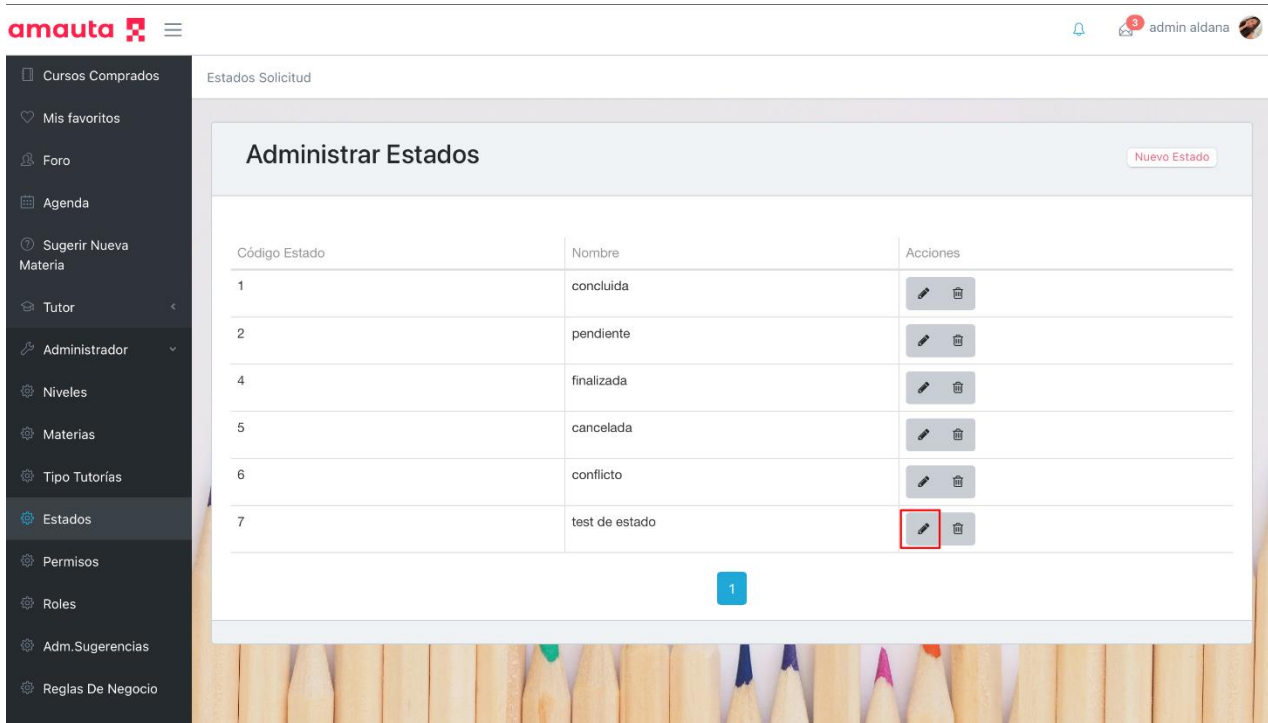 amauta
3
admin aldana
Cursos Comprados
Mis favoritos
Foro
Agenda
Sugerir Nueva
Materia
Tutor
Administrador
Niveles
Materias
Tipo Tutorías
Estados
Permisos
Roles
Adm.Sugerencias
Reglas De Negocio
Estados Solicitud
Administrar Estados
Nuevo Estado
Código Estado Nombre Acciones
1 concluida
2 pendiente
4 finalizada
5 cancelada
6 conflicto
7 test de estado
1